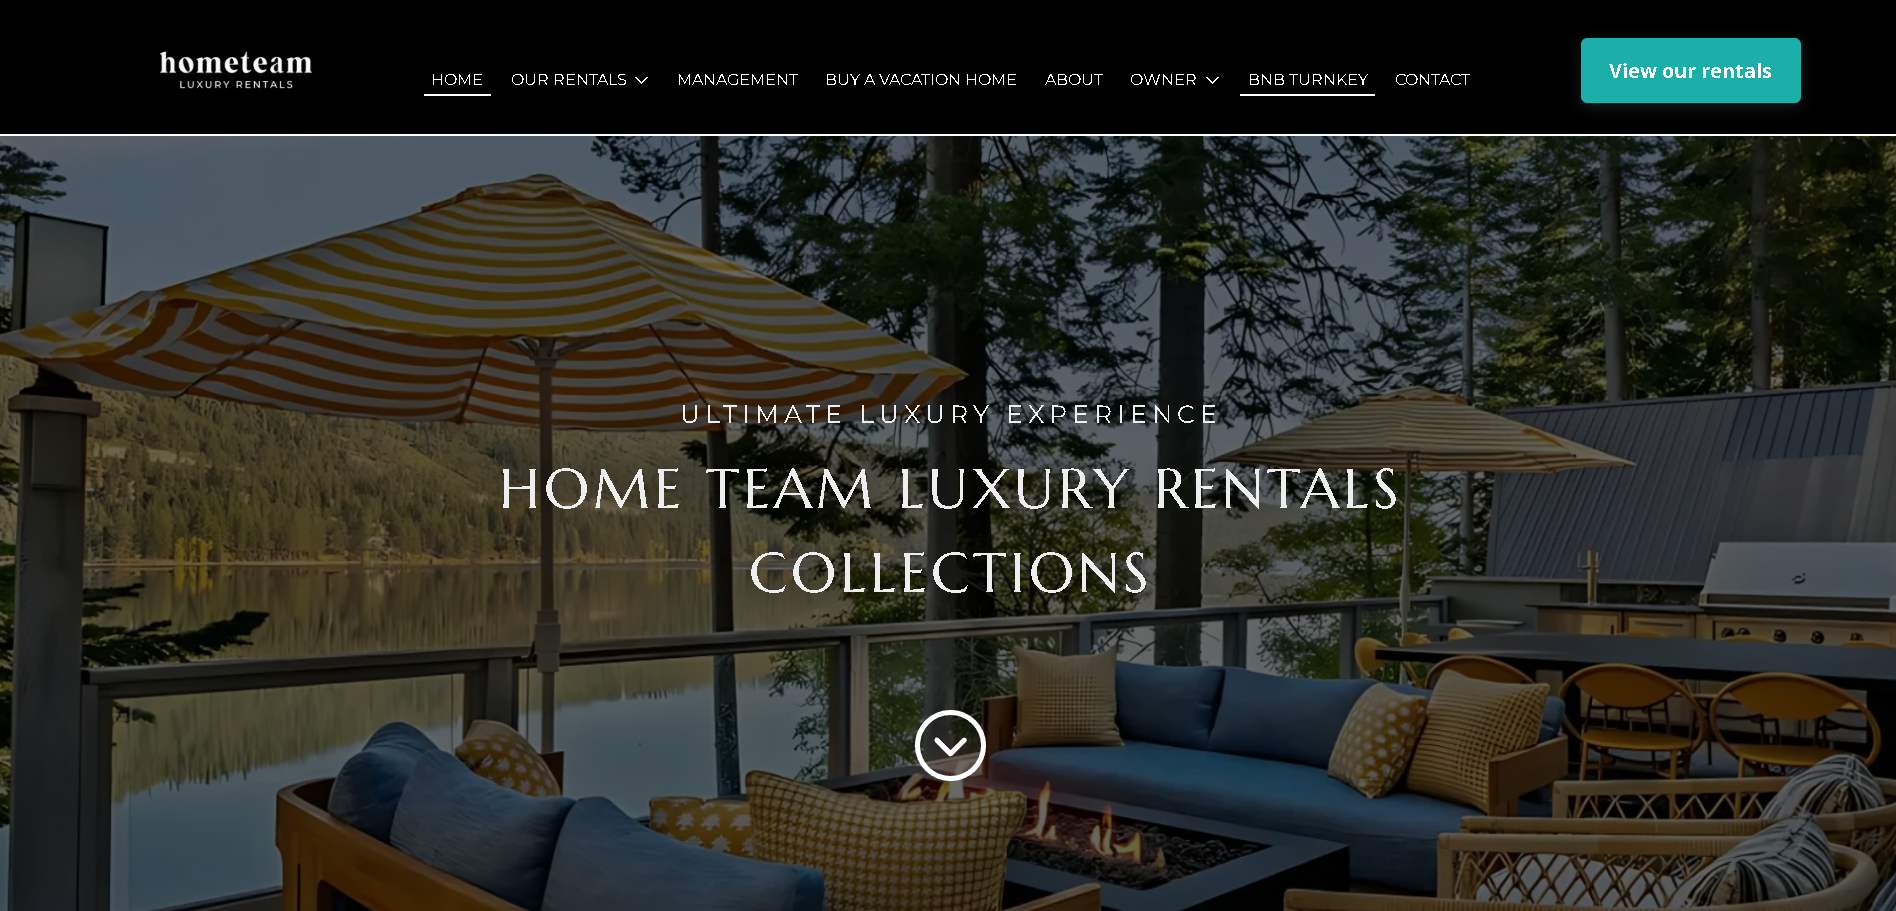 hometeam
LUXURY RENTALS
HOME OUR RENTALS MANAGEMENT BUY A VACATION HOME ABOUT OWNER BNB TURNKEY CONTACT
View our rentals
ULTIMATE LUXURY EXPERIENCE
HOME TEAM LUXURY RENTALS
COLLECTIONS